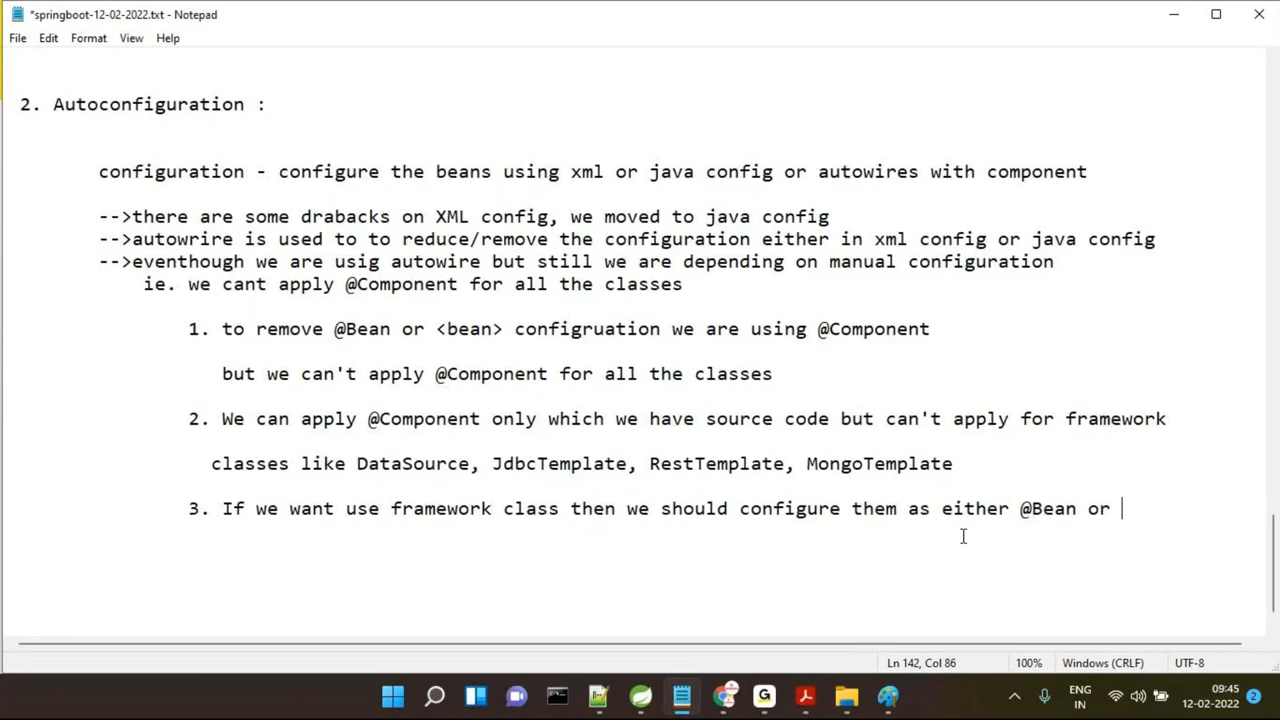 *springboot-12-02-2022.txt - Notepad
File Edit Format View Help
2. Autoconfiguration :
configuration - configure the beans using xml or java config or autowires with component
-->there are some drabacks on XML config, we moved to java config
-->autowrire is used to to reduce/remove the configuration either in xml config or java config
-->eventhough we are usig autowire but still we are depending on manual configuration
ie. we cant apply @Component for all the classes
1. to remove @Bean or <bean> configruation we are using @Component
but we can't apply @Component for all the classes
2. We can apply @Component only which we have source code but can't apply for framework
classes like DataSource, JdbcTemplate, RestTemplate, MongoTemplate
3. If we want use framework class then we should configure them as either @Bean or
Ln 142, Col 86 100% Windows (CRLF) UTF-8
G
ENG
IN
09:45
12-02-2022
2